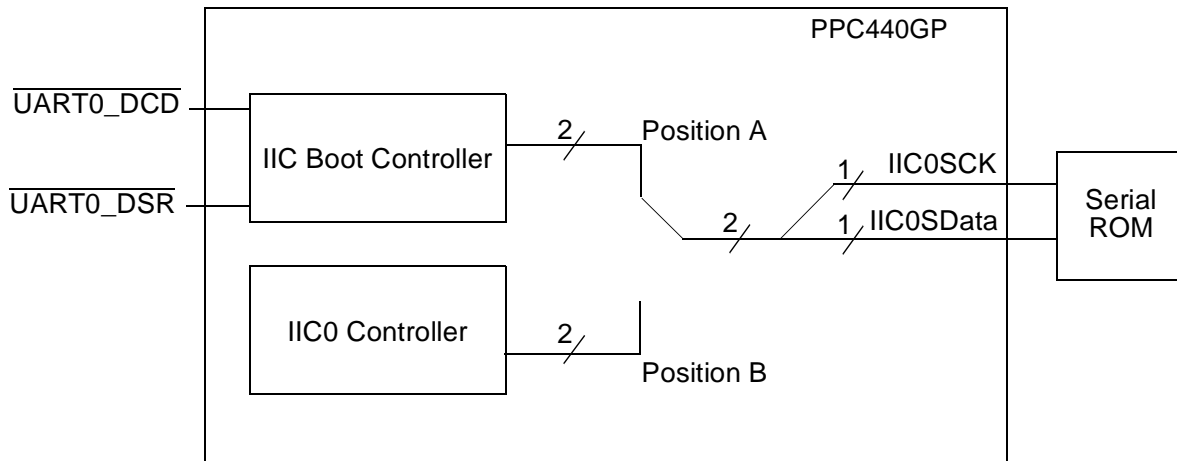 PPC440GP
UART0_DCD
IIC Boot Controller
2
Position A
1
IIC0SCK
UART0_DSR
2
1
IIC0SData
Serial
ROM
IIC0 Controller
2
Position B